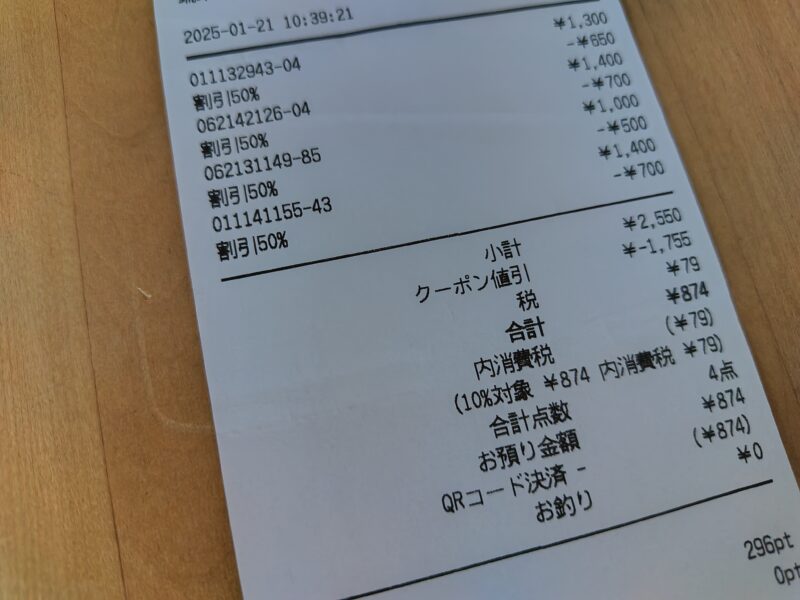 2025-01-21 10:39:21
011132943-04 ¥1,300
割引50% -¥650
062142126-04 ¥1,400
割引50% -¥700
062131149-85 ¥1,000
割引50% -¥500
011141155-43 ¥1,400
割引50% -¥700
小計 ¥2,550
クーポン値引 ¥-1,755
税 ¥79
合計 ¥874
内消費税 (¥79)
(10%対象 ¥874 内消費税 ¥79)
合計点数 4点
お預り金額 ¥874
QRコード決済 - (¥874)
お釣り ¥0
296pt
0pt